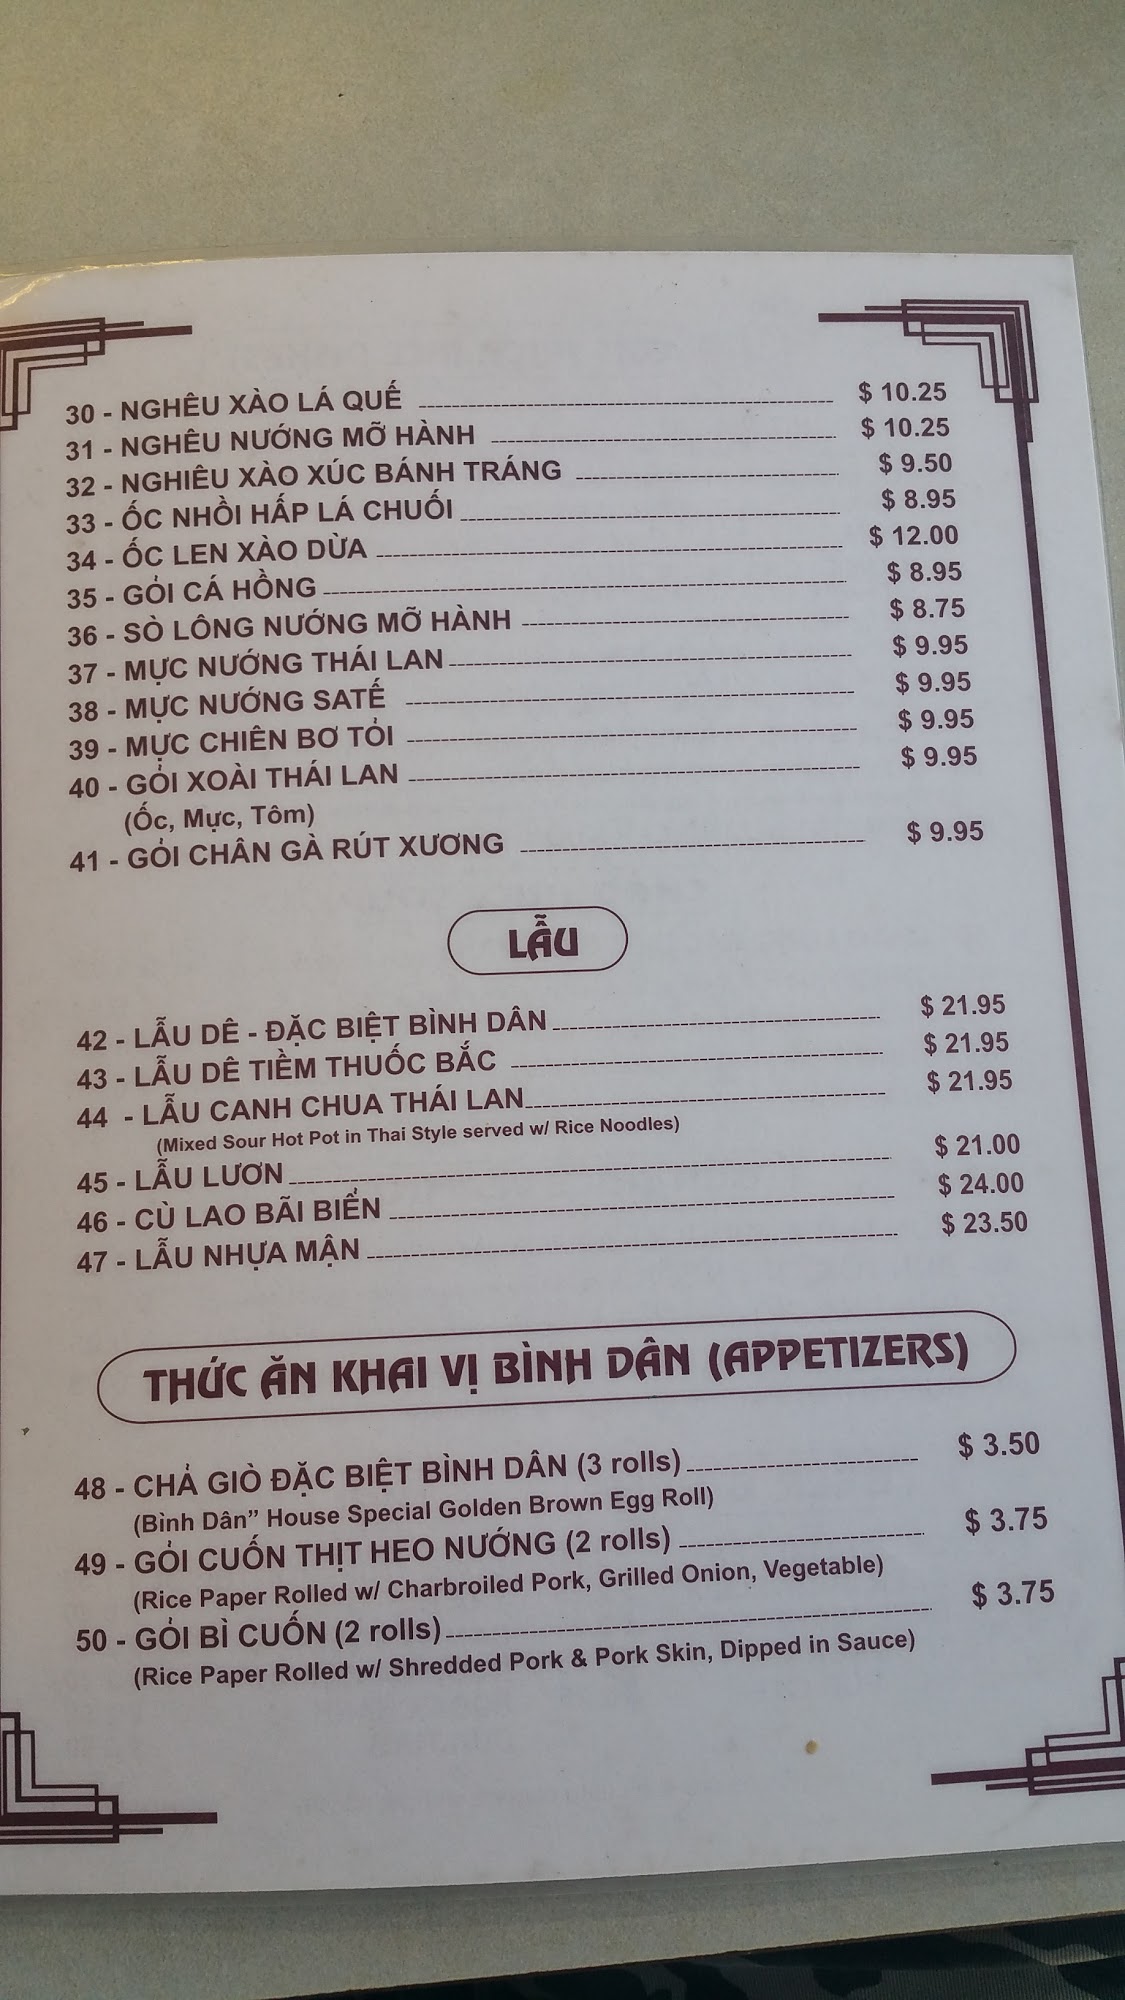 30 - NGHÊU XÀO LÁ QUẾ $ 10.25
31 - NGHÊU NƯỚNG MỠ HÀNH $ 10.25
32 - NGHIÊU XÀO XÚC BÁNH TRÁNG $ 9.50
33 - ỐC NHỒI HẤP LÁ CHUỐI $ 8.95
34 - ỐC LEN XÀO DỪA $ 12.00
35 - GỎI CÁ HỒNG $ 8.95
36 - SÒ LÔNG NƯỚNG MỠ HÀNH $ 8.75
37 - MỰC NƯỚNG THÁI LAN $ 9.95
38 - MỰC NƯỚNG SATẾ $ 9.95
39 - MỰC CHIÊN BƠ TỎI $ 9.95
40 - GỎI XOÀI THÁI LAN $ 9.95
(Ốc, Mực, Tôm)
41 - GỎI CHÂN GÀ RÚT XƯƠNG $ 9.95
LẪU
42 - LẪU DÊ - ĐẶC BIỆT BÌNH DÂN $ 21.95
43 - LẪU DÊ TIỀM THUỐC BẮC $ 21.95
44 - LẪU CANH CHUA THÁI LAN $ 21.95
(Mixed Sour Hot Pot in Thai Style served w/ Rice Noodles)
45 - LẪU LƯƠN $ 21.00
46 - CÙ LAO BÃI BIỂN $ 24.00
47 - LẪU NHỰA MẬN $ 23.50
THỨC ĂN KHAI VỊ BÌNH DÂN (APPETIZERS)
48 - CHẢ GIÒ ĐẶC BIỆT BÌNH DÂN (3 rolls) $ 3.50
(Bình Dân” House Special Golden Brown Egg Roll)
49 - GỎI CUỐN THỊT HEO NƯỚNG (2 rolls) $ 3.75
(Rice Paper Rolled w/ Charbroiled Pork, Grilled Onion, Vegetable)
50 - GỎI BÌ CUỐN (2 rolls) $ 3.75
(Rice Paper Rolled w/ Shredded Pork & Pork Skin, Dipped in Sauce)